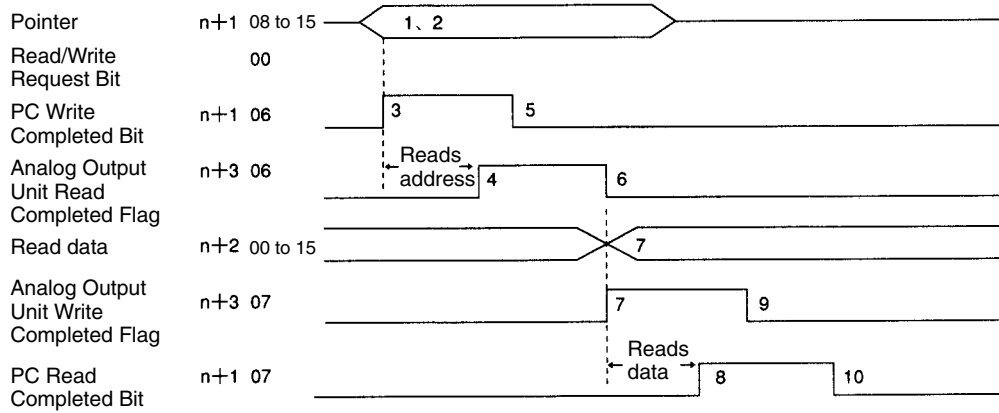 Pointer n+1 08 to 15 1、2
Read/Write
Request Bit 00
PC Write
Completed Bit n+1 06 3 5
Reads
address
Analog Output
Unit Read
Completed Flag n+3 06 4 6
Read data n+2 00 to 15 7
Analog Output
Unit Write
Completed Flag n+3 07 7 9
Reads
data
PC Read
Completed Bit n+1 07 8 10